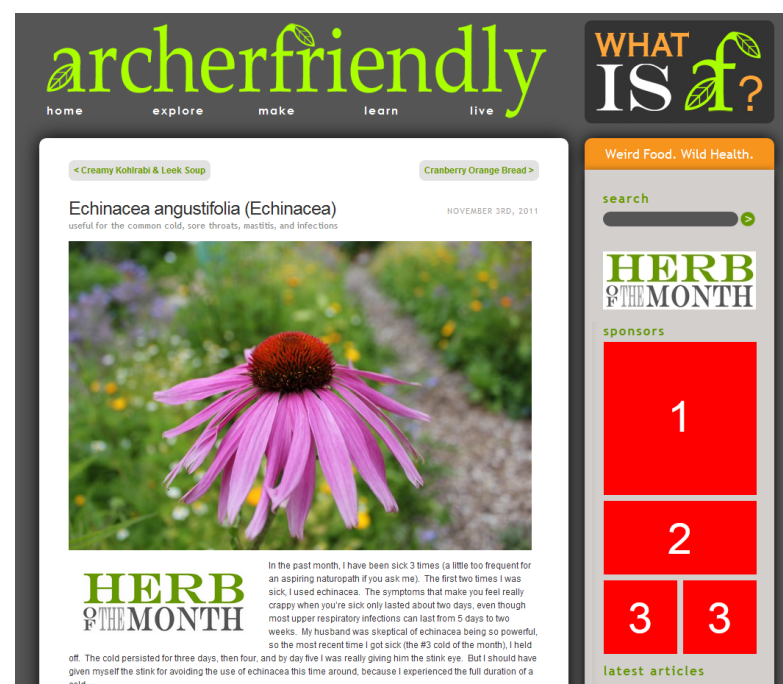 archerfriendly
home explore make learn live
WHAT
IS af?
< Creamy Kohlrabi & Leek Soup
Cranberry Orange Bread >
Echinacea angustifolia (Echinacea)
NOVEMBER 3RD, 2011
useful for the common cold, sore throats, mastitis, and infections
HERB
OF THE MONTH
In the past month, I have been sick 3 times (a little too frequent for
an aspiring naturopath if you ask me).  The first two times I was
sick, I used echinacea.  The symptoms that make you feel really
crappy when you're sick only lasted about two days, even though
most upper respiratory infections can last from 5 days to two
weeks.  My husband was skeptical of echinacea being so powerful,
so the most recent time I got sick (the #3 cold of the month), I held
off.  The cold persisted for three days, then four, and by day five I was really giving him the stink eye.  But I should have
given myself the stink for avoiding the use of echinacea this time around, because I experienced the full duration of a
cold
Weird Food. Wild Health.
search
>
HERB
OF THE MONTH
sponsors
1
2
3 3
latest articles